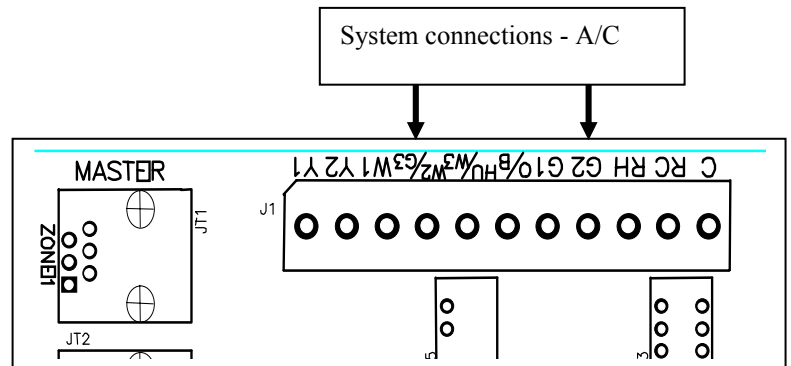 System connections - A/C
MASTER
Y1 Y2 W1 W2/G3 HU/W3 O/B G1 G2 RH RC C
J1
JT1
ZONE1
JT2